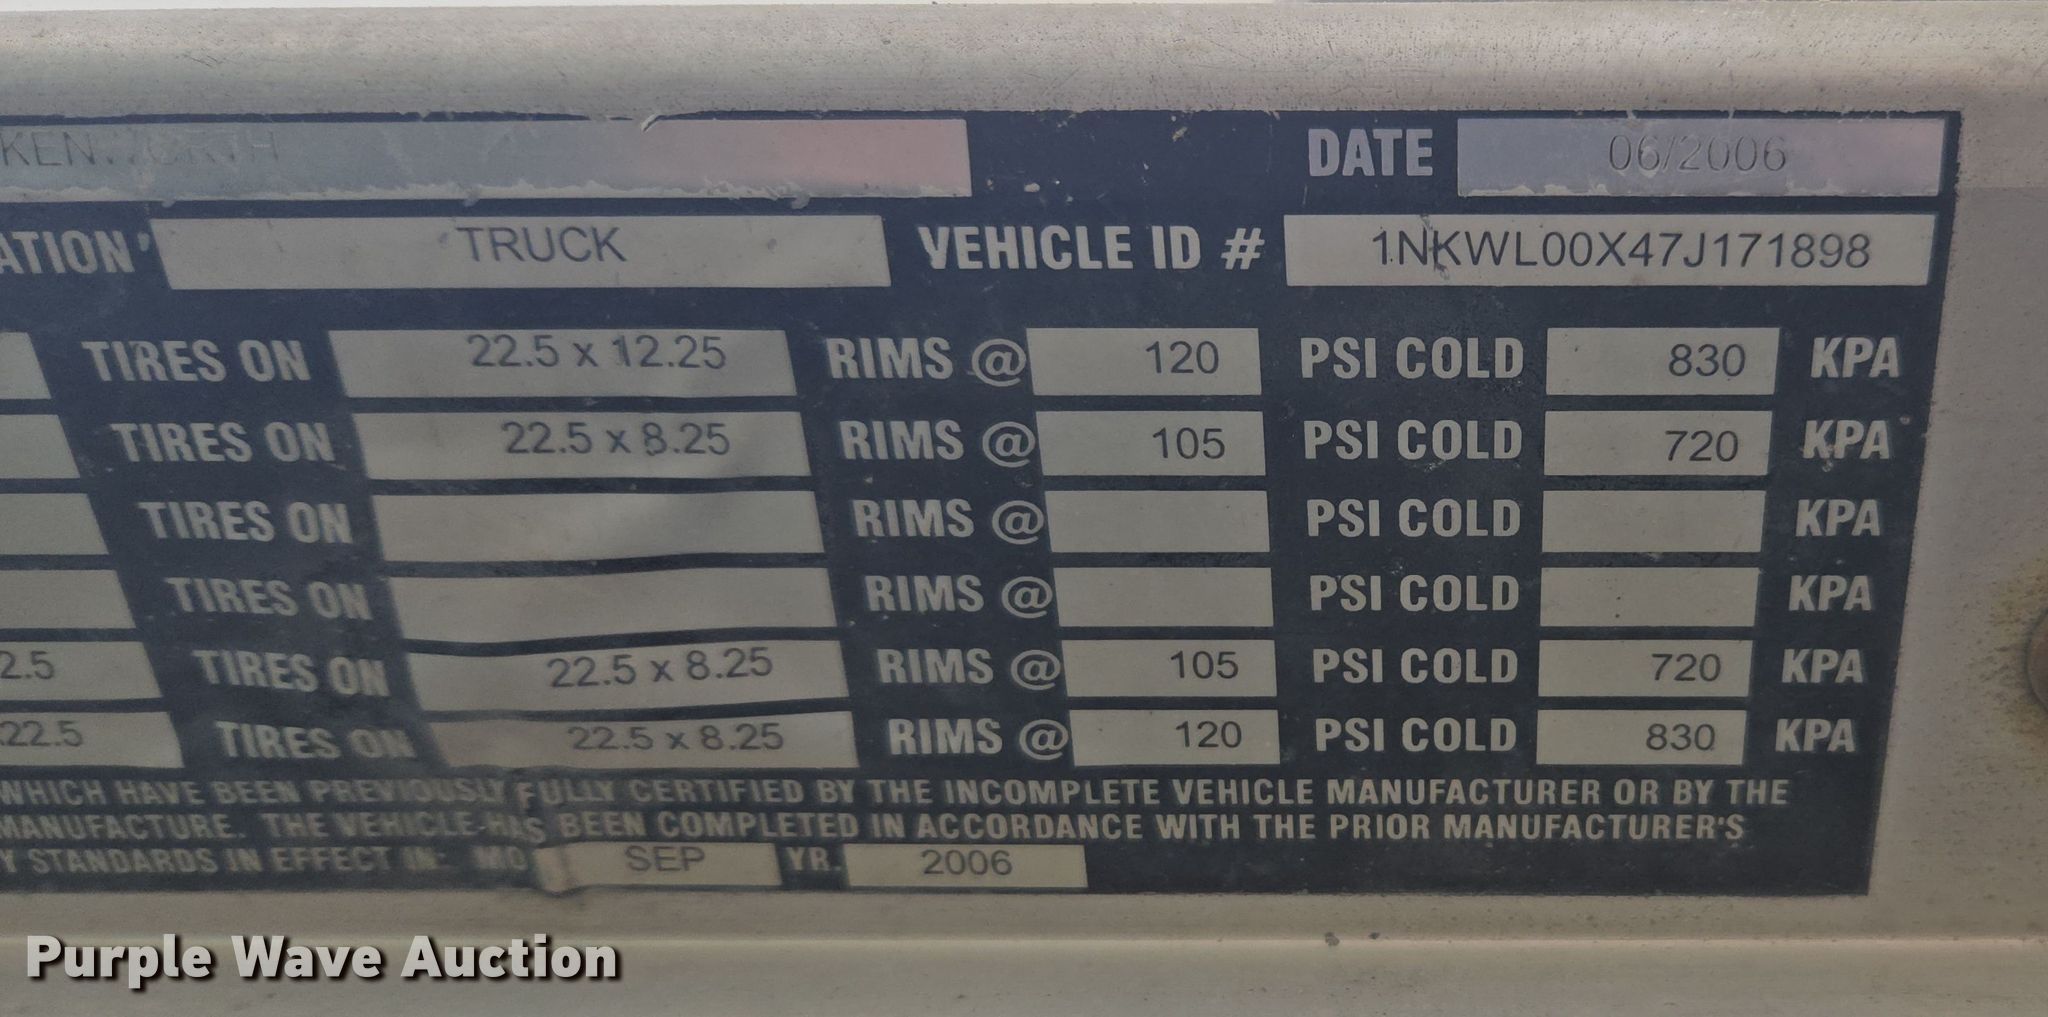 KENWORTH DATE 06/2006
ATION' TRUCK VEHICLE ID # 1NKWL00X47J171898
TIRES ON 22.5 x 12.25 RIMS @ 120 PSI COLD 830 KPA
TIRES ON 22.5 x 8.25 RIMS @ 105 PSI COLD 720 KPA
TIRES ON RIMS @ PSI COLD KPA
TIRES ON RIMS @ PSI COLD KPA
2.5 TIRES ON 22.5 x 8.25 RIMS @ 105 PSI COLD 720 KPA
22.5 TIRES ON 22.5 x 8.25 RIMS @ 120 PSI COLD 830 KPA
WHICH HAVE BEEN PREVIOUSLY FULLY CERTIFIED BY THE INCOMPLETE VEHICLE MANUFACTURER OR BY THE
MANUFACTURE. THE VEHICLE HAS BEEN COMPLETED IN ACCORDANCE WITH THE PRIOR MANUFACTURER'S
Y STANDARDS IN EFFECT IN: MO SEP YR. 2006
Purple Wave Auction